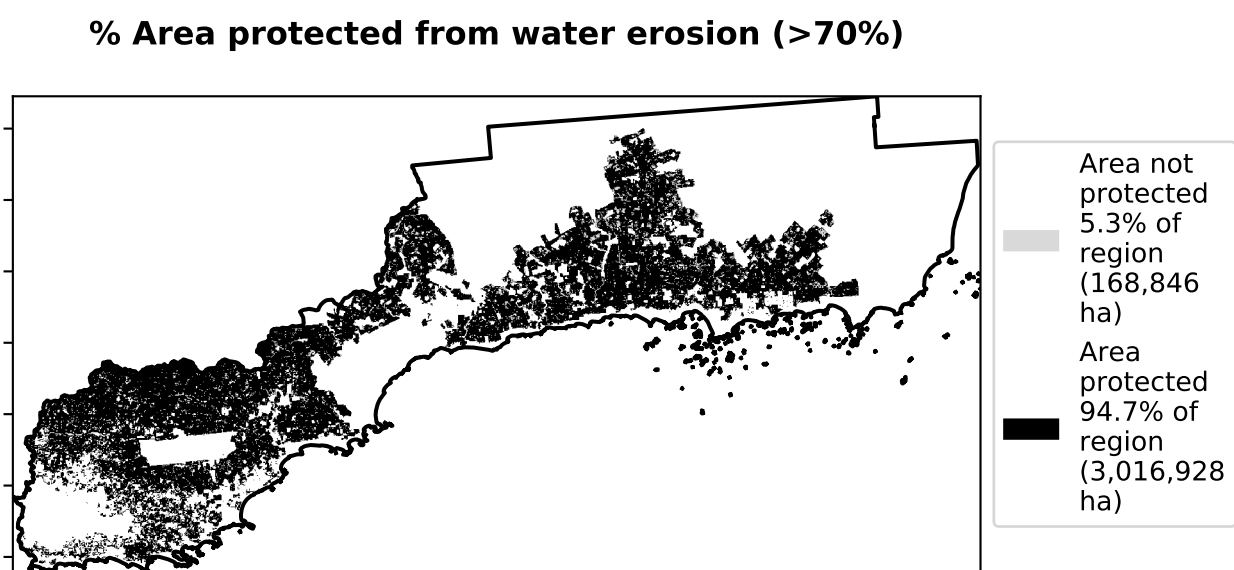 % Area protected from water erosion (>70%)
Area not
protected
5.3% of
region
(168,846
ha)
Area
protected
94.7% of
region
(3,016,928
ha)